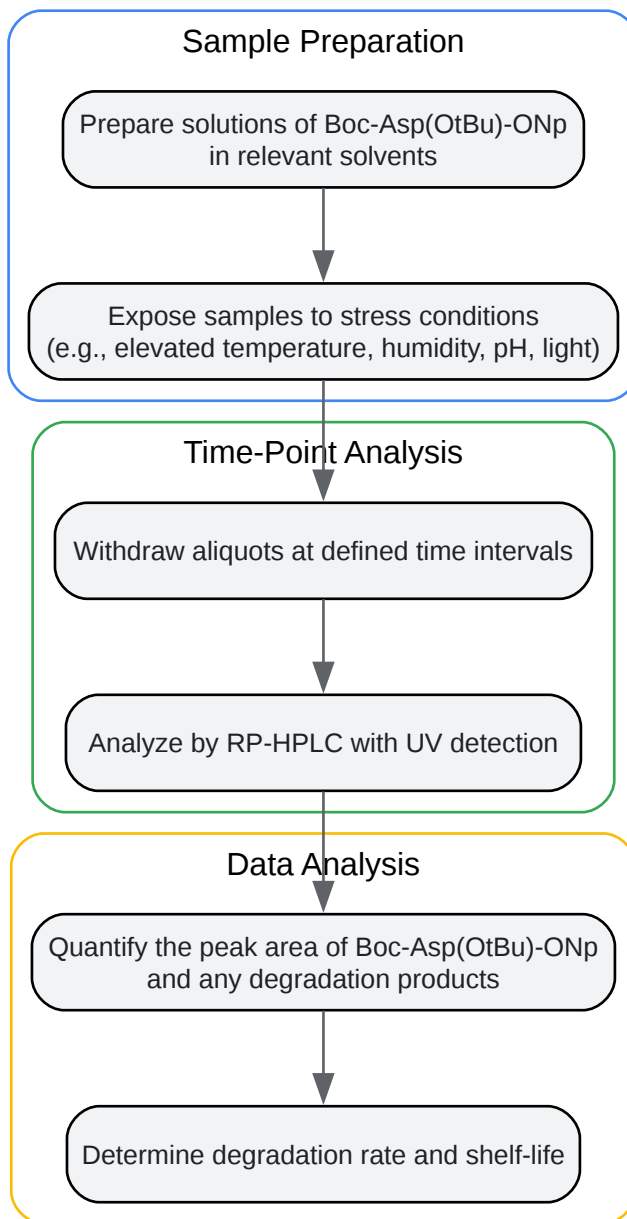 Sample Preparation
Prepare solutions of Boc-Asp(OtBu)-ONp
in relevant solvents
Expose samples to stress conditions
(e.g., elevated temperature, humidity, pH, light)
Time-Point Analysis
Withdraw aliquots at defined time intervals
Analyze by RP-HPLC with UV detection
Data Analysis
Quantify the peak area of Boc-Asp(OtBu)-ONp
and any degradation products
Determine degradation rate and shelf-life